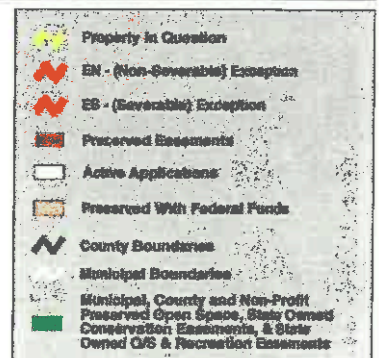 Property In Question
EN - (Non-Severable) Exception
ES - (Severable) Exception
Preserved Easements
Active Applications
Preserved With Federal Funds
County Boundaries
Municipal Boundaries
Municipal, County and Non-Profit
Preserved Open Space, State Owned
Conservation Easements, & State
Owned O/S & Recreation Easements